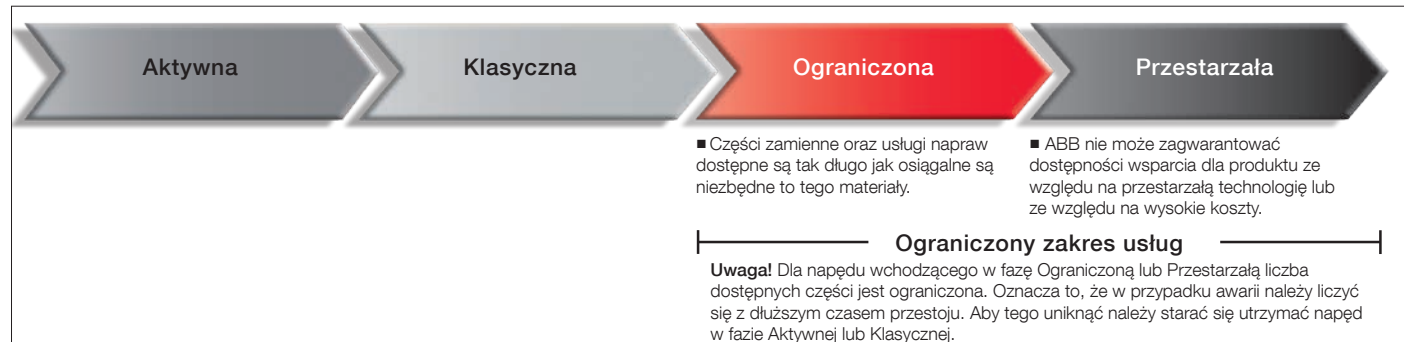 Aktywna
Klasyczna
Ograniczona
Przestarzała
■ Części zamienne oraz usługi napraw
dostępne są tak długo jak osiągalne są
niezbędne to tego materiały.
■ ABB nie może zagwarantować
dostępności wsparcia dla produktu ze
względu na przestarzałą technologię lub
ze względu na wysokie koszty.
Ograniczony zakres usług
Uwaga! Dla napędu wchodzącego w fazę Ograniczoną lub Przestarzałą liczba
dostępnych części jest ograniczona. Oznacza to, że w przypadku awarii należy liczyć
się z dłuższym czasem przestoju. Aby tego uniknąć należy starać się utrzymać napęd
w fazie Aktywnej lub Klasycznej.